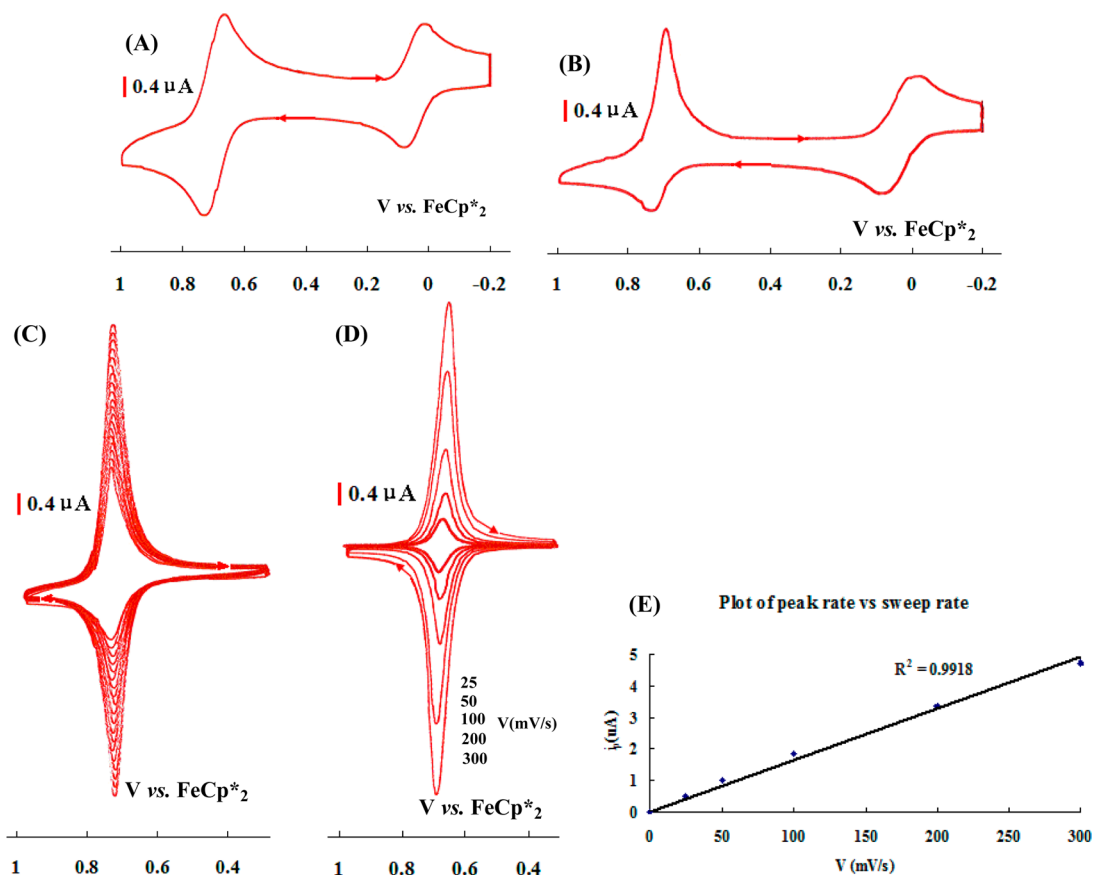 (A)
0.4 μA
V vs. FeCp*2
1 0.8 0.6 0.4 0.2 0 -0.2
(B)
0.4 μA
V vs. FeCp*2
1 0.8 0.6 0.4 0.2 0 -0.2
(C)
0.4 μA
V vs. FeCp*2
1 0.8 0.6 0.4
(D)
0.4 μA
25
50
100
200
300
V(mV/s)
V vs. FeCp*2
1 0.8 0.6 0.4
(E)
Plot of peak rate vs sweep rate
R2 = 0.9918
ip(uA)
5
4
3
2
1
0
0 50 100 150 200 250 300
V (mV/s)